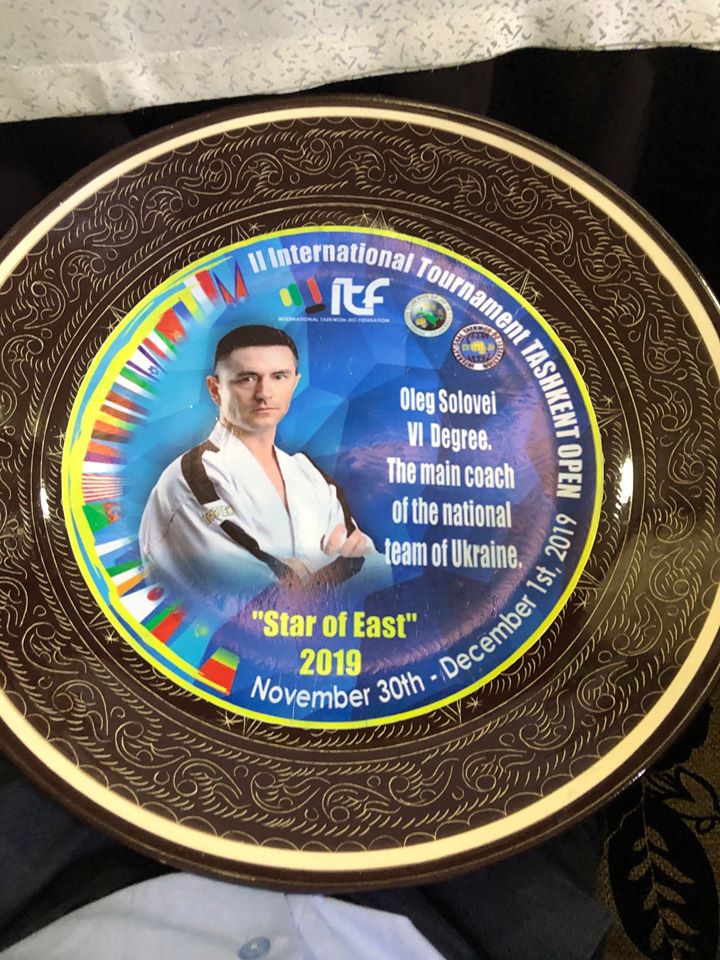 II International Tournament TASHKENT OPEN
itf
INTERNATIONAL TAEKWON-DO FEDERATION
Oleg Solovei
VI Degree.
The main coach
of the national
team of Ukraine.
"Star of East"
2019
November 30th - December 1st, 2019